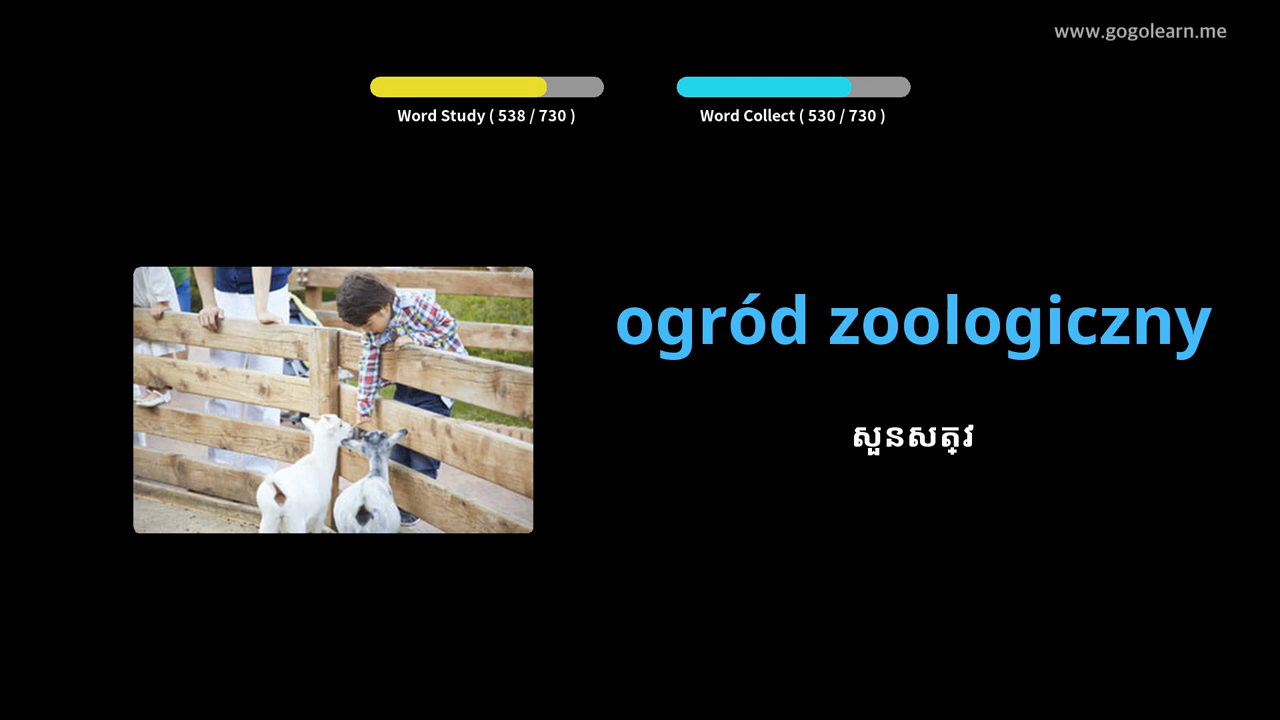 www.gogolearn.me
Word Study ( 538 / 730 )
Word Collect ( 530 / 730 )
ogród zoologiczny
សួនសត្វ